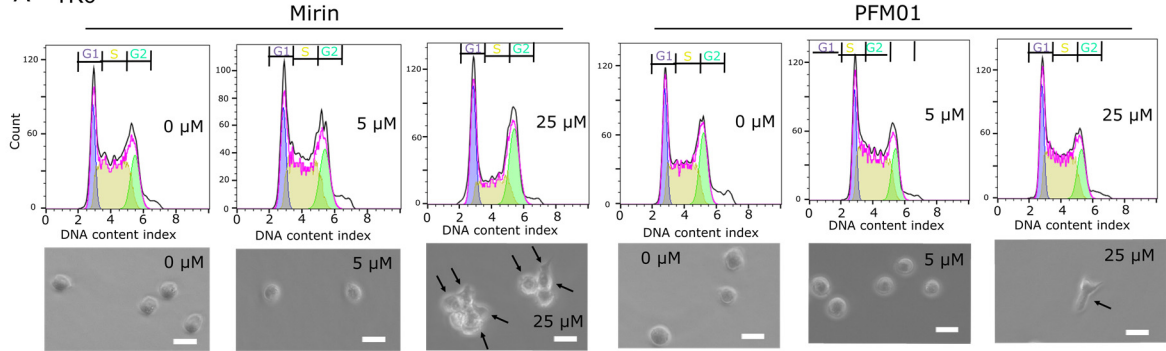 Mirin PFM01
G1 S G2 G1 S G2 G1 S G2 G1 S G2 G1 S G2 G1 S G2
120 100 120 120 120 120
80
60 60 60 60 60 60
40
20
0 0 0 0 0 0
Count
0 µM 5 µM 25 µM 0 µM 5 µM 25 µM
0 2 4 6 8 0 2 4 6 8 0 2 4 6 8 0 2 4 6 8 0 2 4 6 8 0 2 4 6 8
DNA content index DNA content index DNA content index DNA content index DNA content index DNA content index
0 µM 5 µM 25 µM 0 µM 5 µM 25 µM